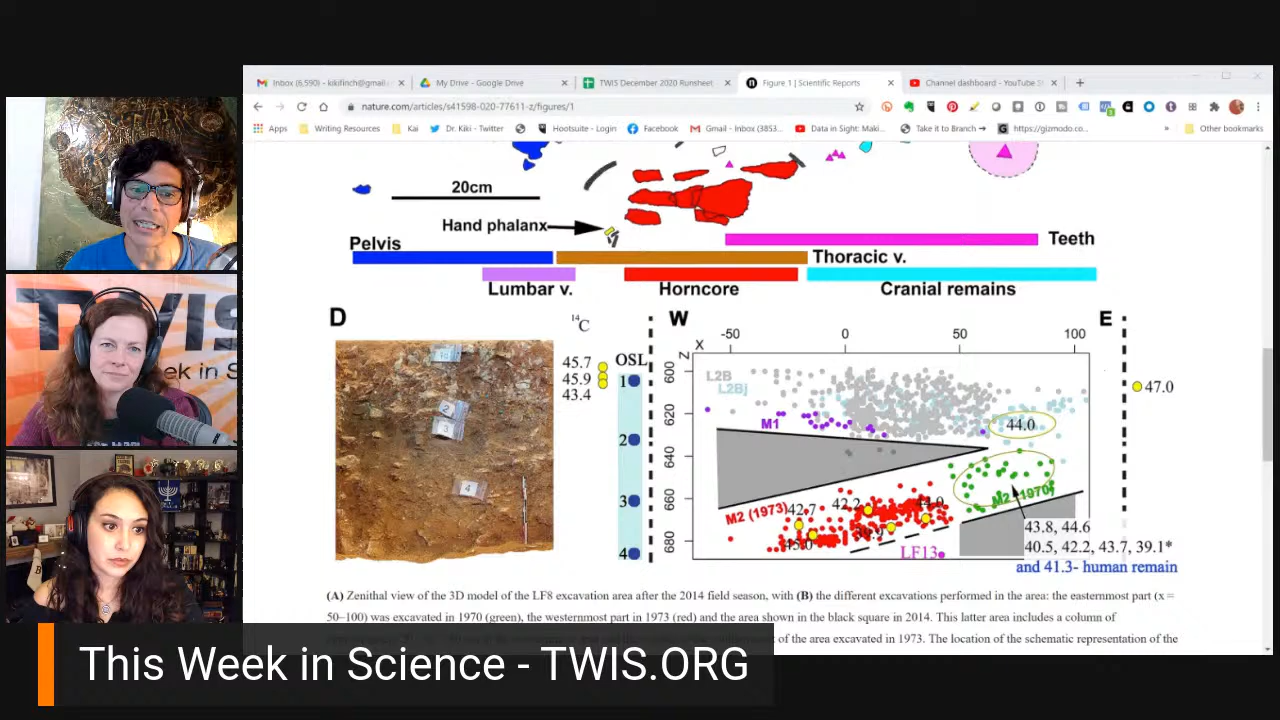 Inbox (6,590) - kikifinch@gmail.
My Drive - Google Drive
TWIS December 2020 Runsheet
Figure 1 | Scientific Reports
Channel dashboard - YouTube S
nature.com/articles/s41598-020-77611-z/figures/1
Apps
Writing Resources
Kai
Dr. Kiki - Twitter
Hootsuite - Login
Facebook
Gmail - Inbox (3853...
Data in Sight: Maki...
Take it to Branch →
https://gizmodo.co...
»
Other bookmarks
20cm
Hand phalanx
Teeth
Pelvis
Thoracic v.
Lumbar v.
Horncore
Cranial remains
D
14C
W
E
-50
0
50
100
X
Z
OSL
45.7
45.9
43.4
1
2
3
4
600
620
640
660
680
L2B
L2Bj
M1
44.0
47.0
M2 (1970)
M2 (1973)
42.7
42.2
44.0
45.0
39.9
LF13
43.8, 44.6
40.5, 42.2, 43.7, 39.1*
and 41.3- human remain
2
3
4
(A) Zenithal view of the 3D model of the LF8 excavation area after the 2014 field season, with (B) the different excavations performed in the area: the easternmost part (x =
50–100) was excavated in 1970 (green), the westernmost part in 1973 (red) and the area shown in the black square in 2014. This latter area includes a column of
of the area excavated in 1973. The location of the schematic representation of the
TWIS
ek in S
This Week in Science - TWIS.ORG